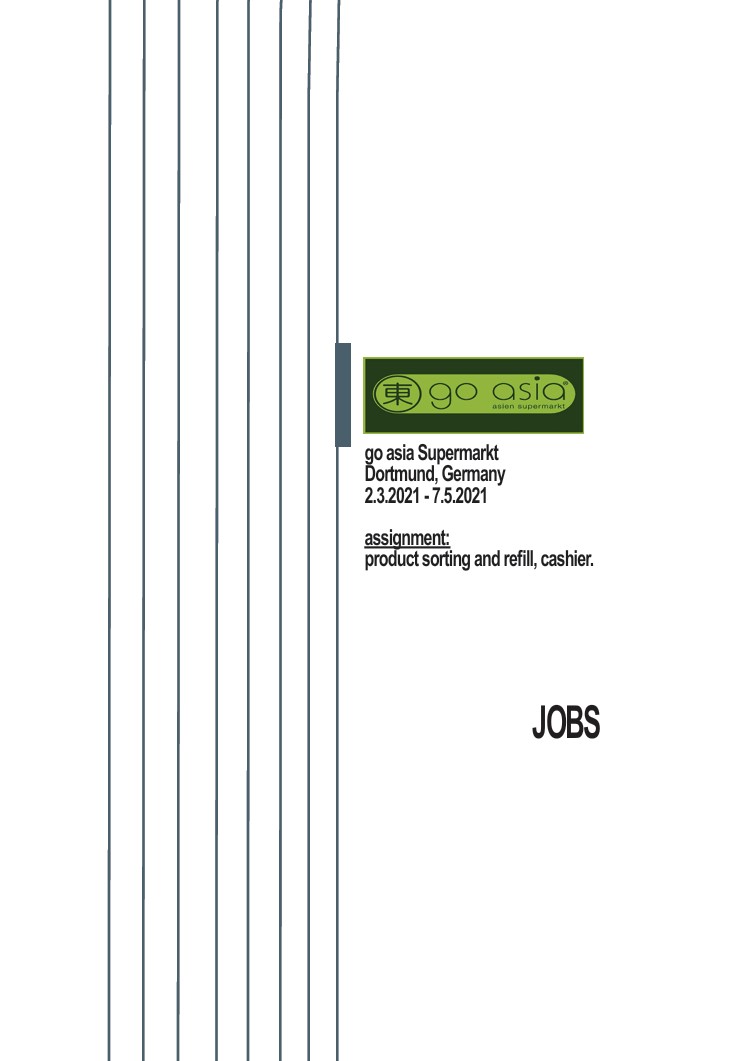 東 go asia®
asien supermarkt
go asia Supermarkt
Dortmund, Germany
2.3.2021 - 7.5.2021
assignment:
product sorting and refill, cashier.
JOBS